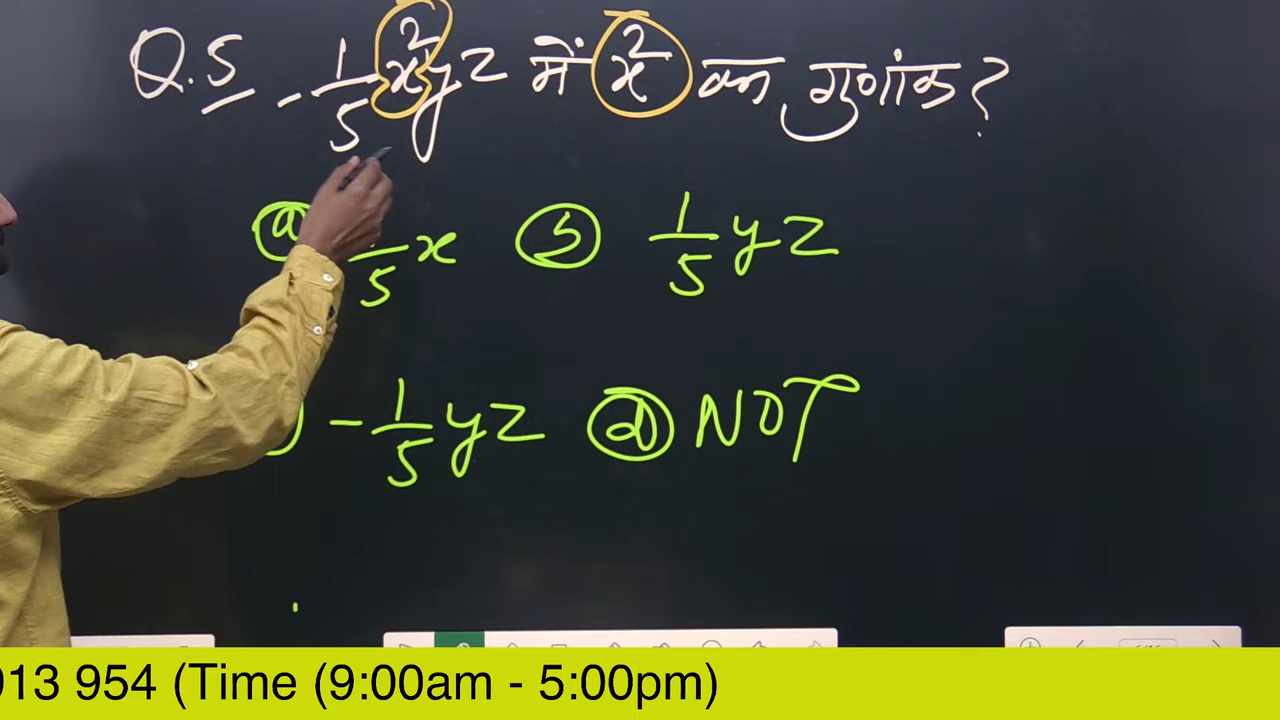 Q.5 - 1/5 x²yz में x² का गुणांक?
ⓐ /5 x ⓑ 1/5 yz
- 1/5 yz ⓓ NOT
013 954 (Time (9:00am - 5:00pm)